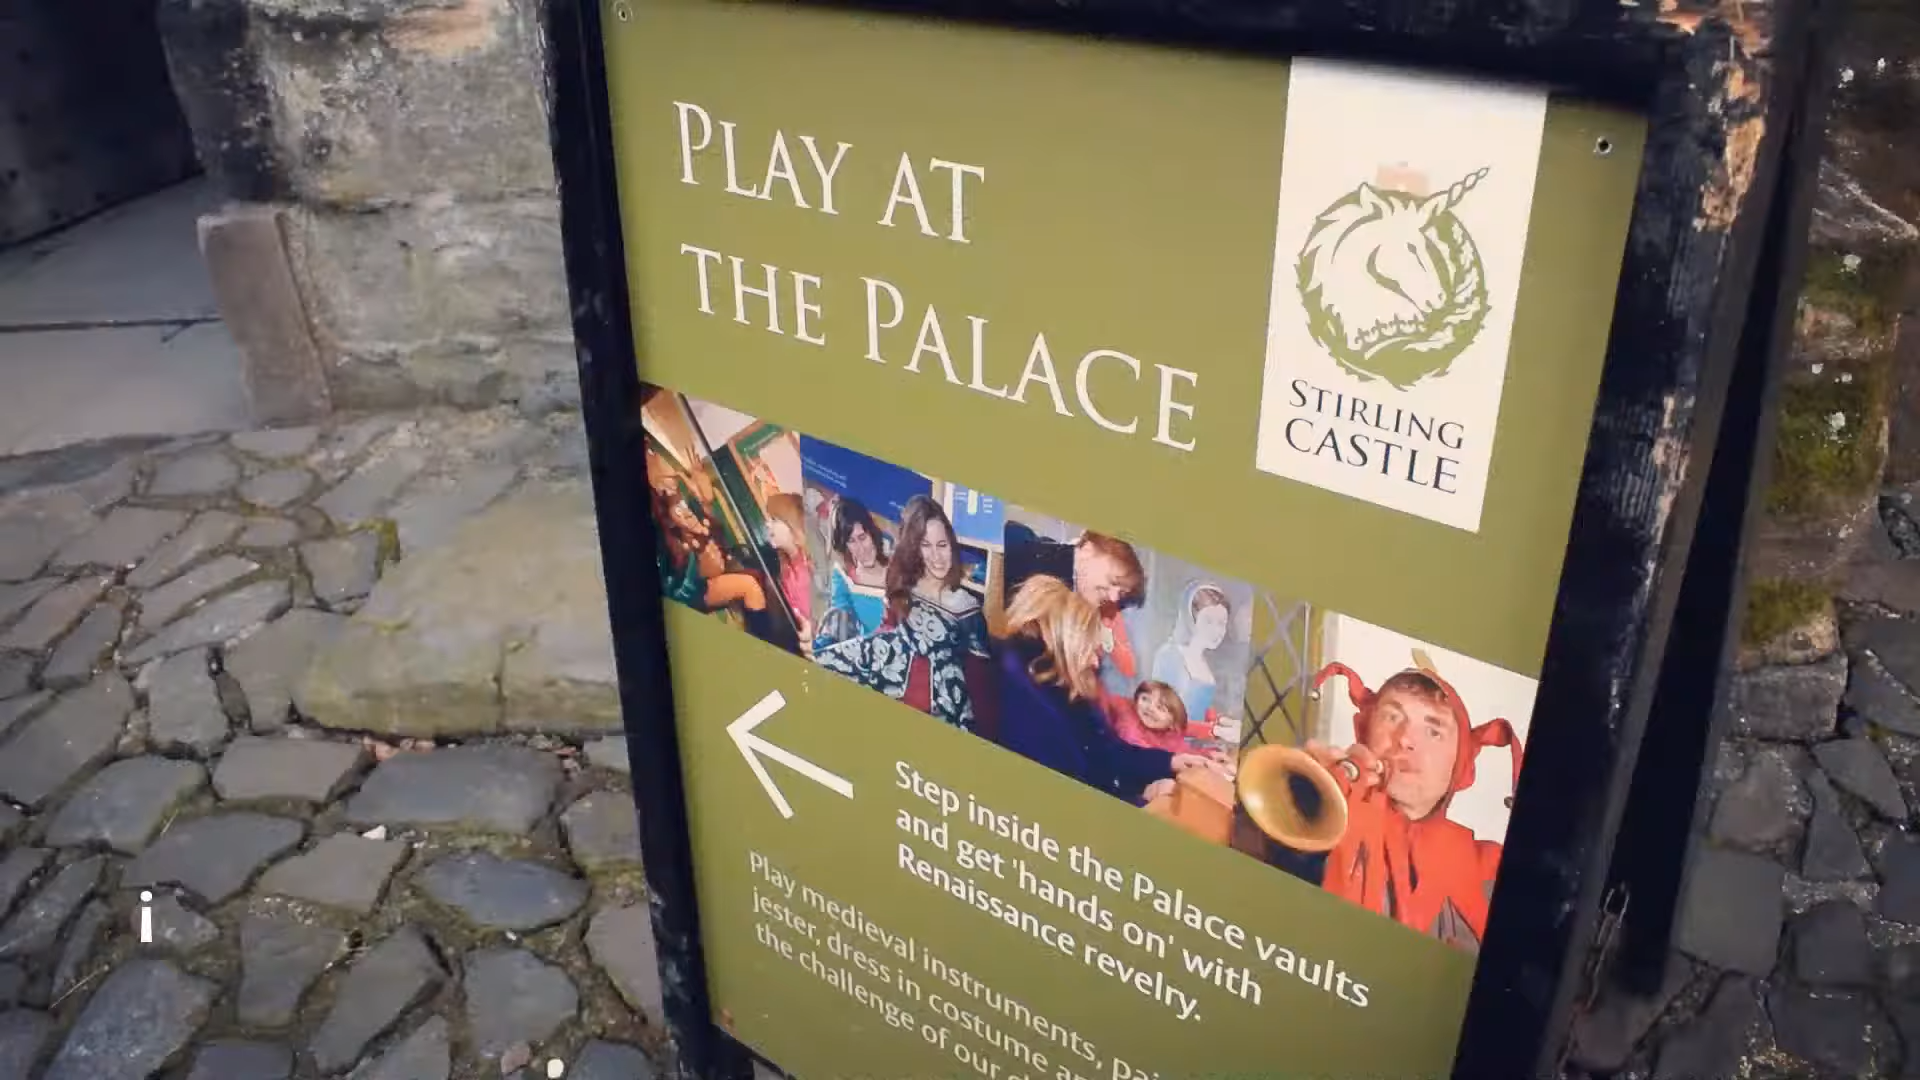 PLAY AT
THE PALACE
STIRLING
CASTLE
Step inside the Palace vaults
and get 'hands on' with
Renaissance revelry.
Play medieval instruments,
jester, dress in costume
the challenge of our
i